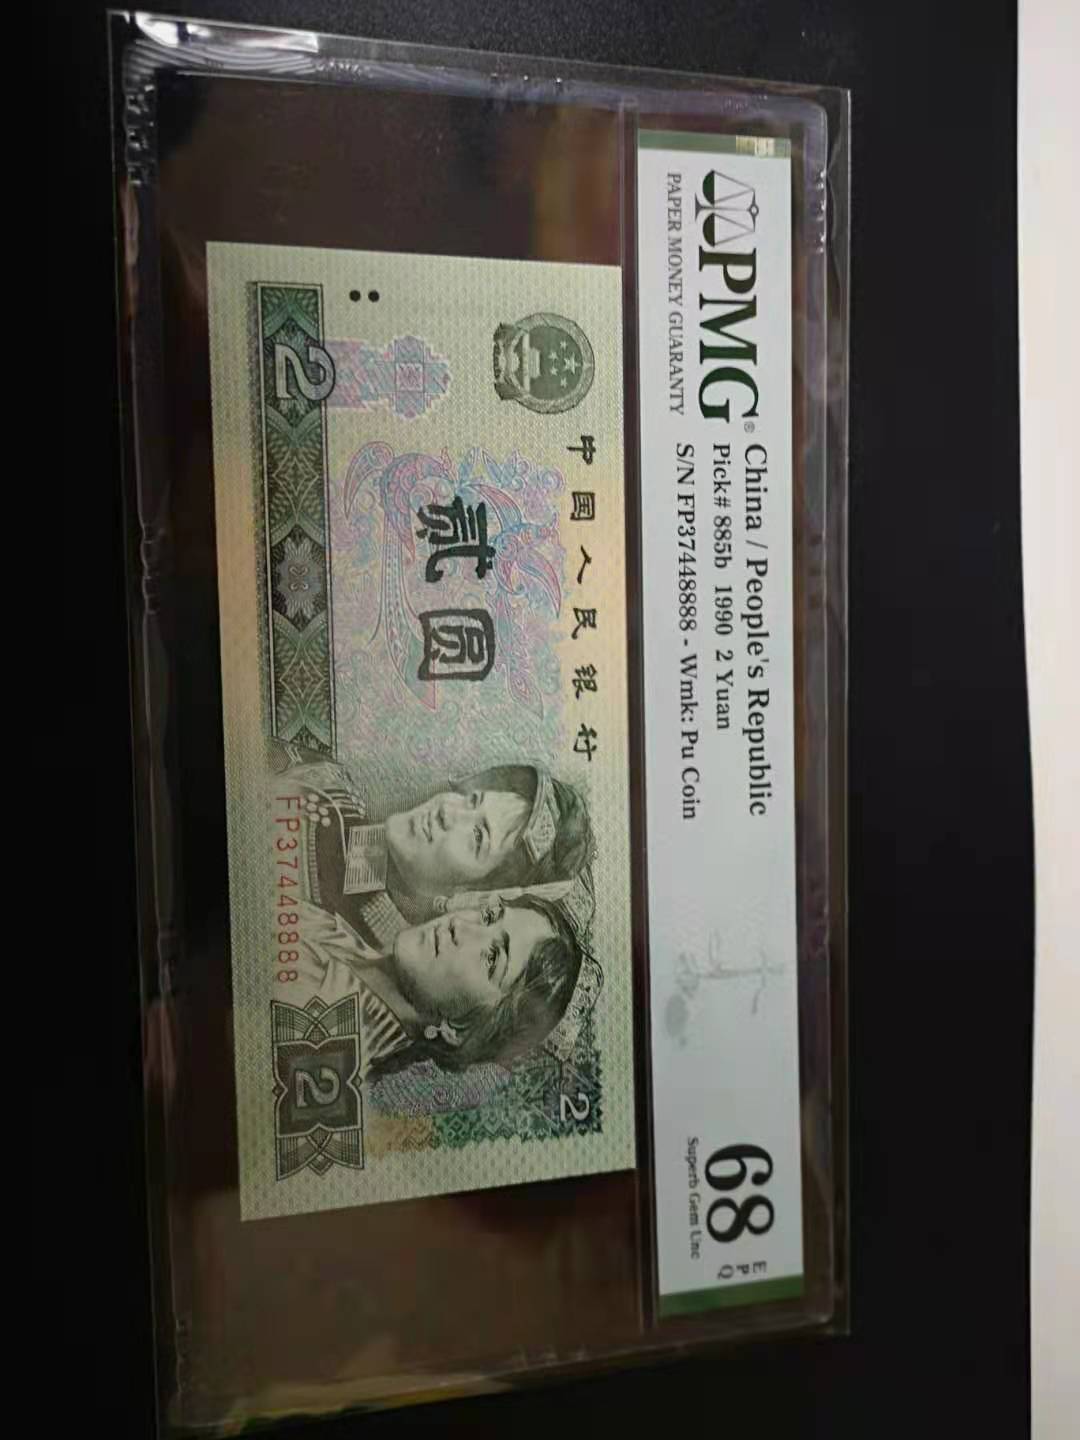 PMG®
PAPER MONEY GUARANTY
China / People's Republic
Pick# 885b 1990 2 Yuan
S/N FP37448888 - Wmk: Pu Coin
68
EPQ
Superb Gem Unc
中国人民银行
贰圆
2
FP37448888
2
2